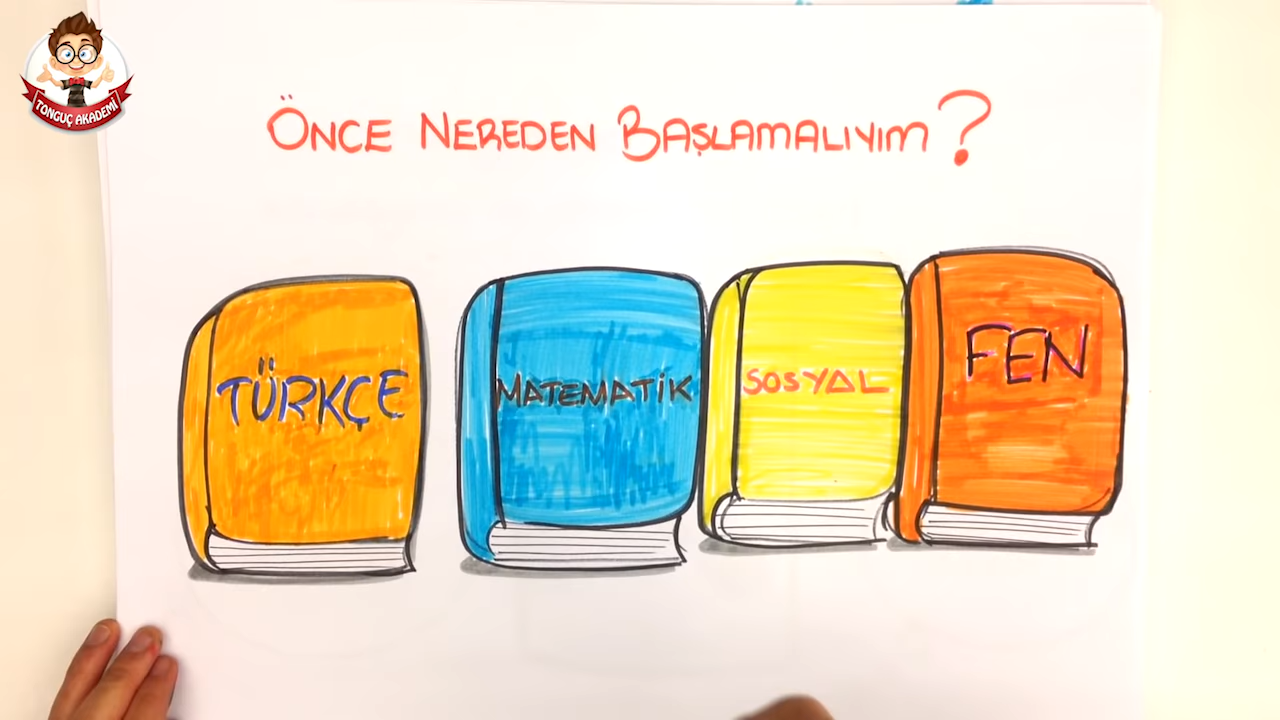 TONGUÇ AKADEMİ
ÖNCE NEREDEN BAŞLAMALIYIM?
TÜRKÇE
MATEMATİK
SOSYAL
FEN